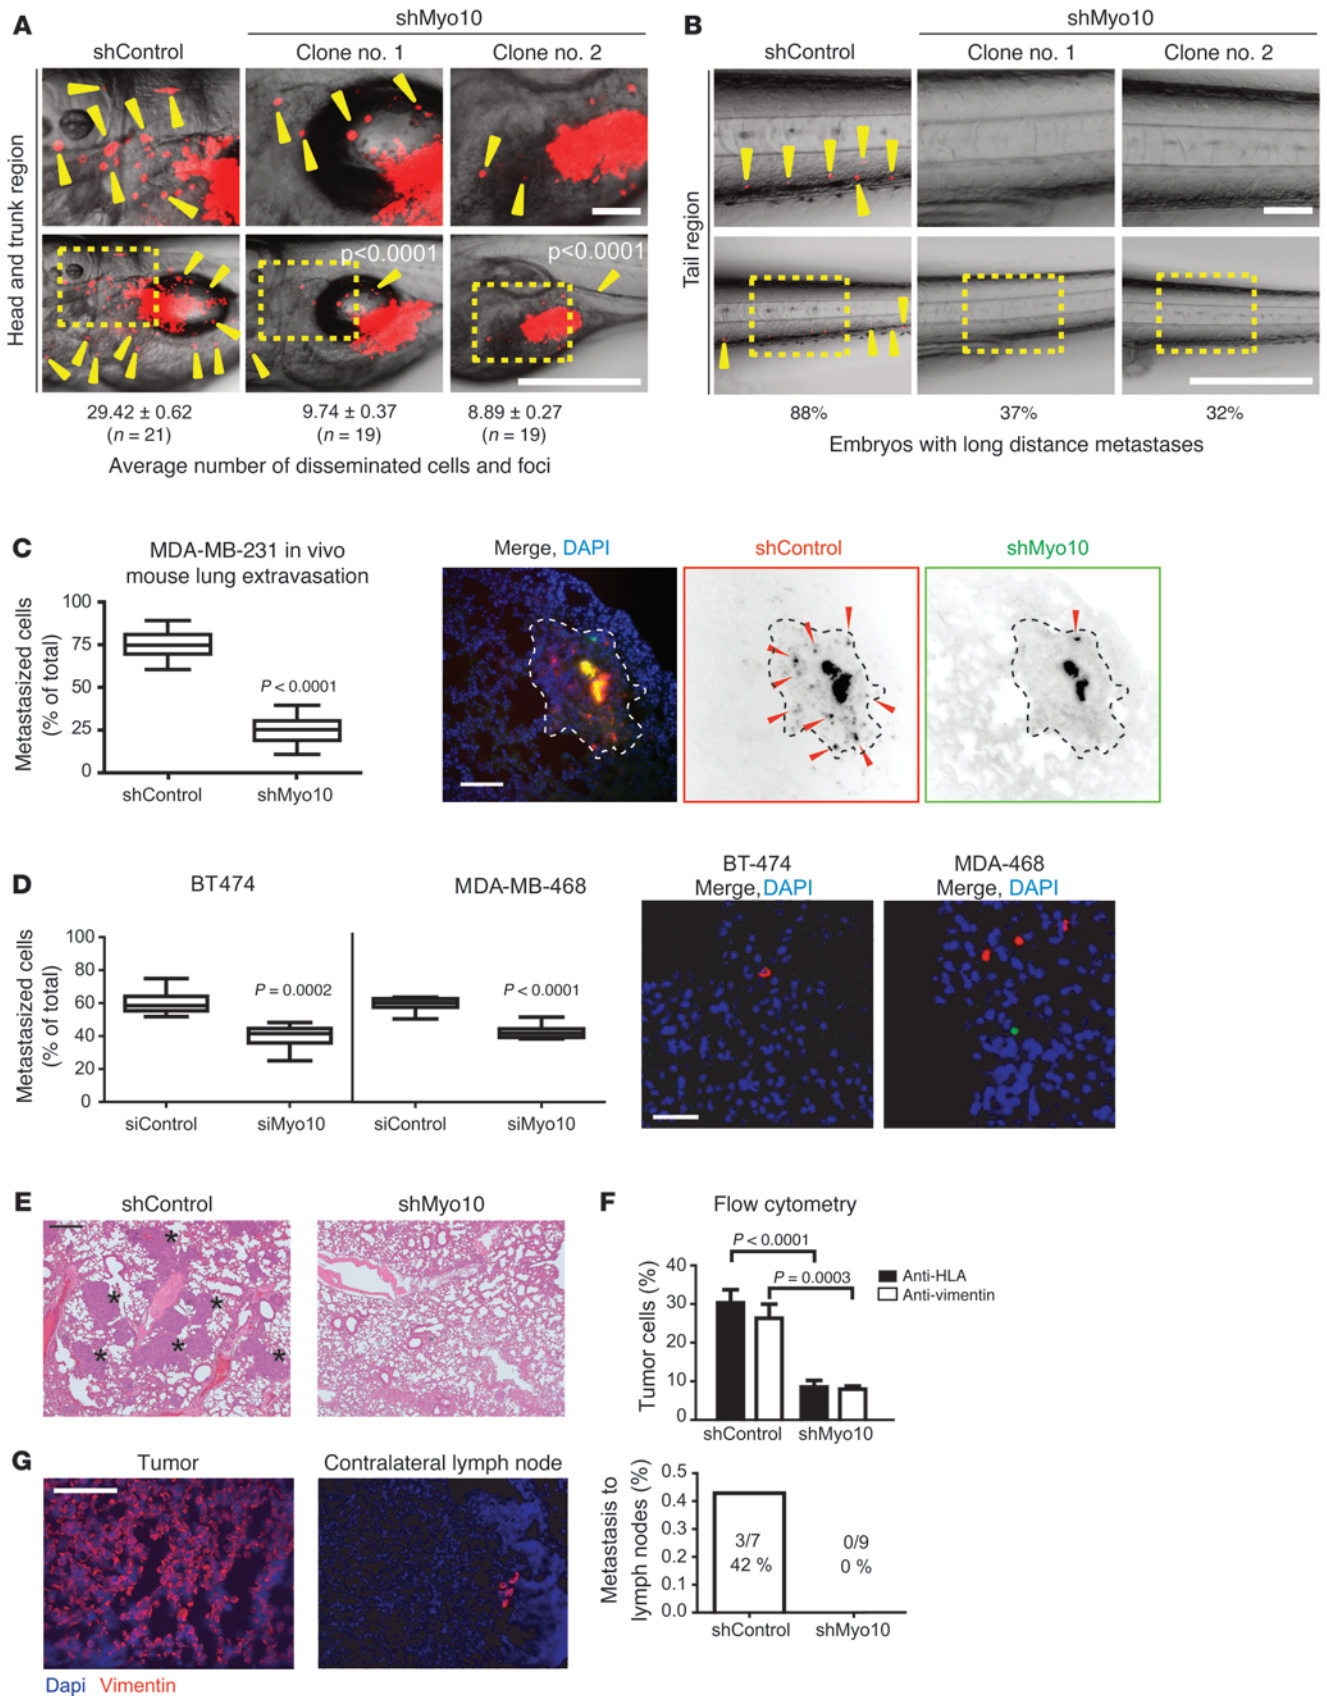 A
shMyo10
shControl
Clone no. 1
Clone no. 2
Head and trunk region
p<0.0001
p<0.0001
29.42 ± 0.62
(n = 21)
9.74 ± 0.37
(n = 19)
8.89 ± 0.27
(n = 19)
Average number of disseminated cells and foci
B
shMyo10
shControl
Clone no. 1
Clone no. 2
Tail region
88%
37%
32%
Embryos with long distance metastases
C
MDA-MB-231 in vivo
mouse lung extravasation
Metastasized cells
(% of total)
100
75
50
25
0
P < 0.0001
shControl
shMyo10
Merge, DAPI
shControl
shMyo10
D
BT474
MDA-MB-468
Metastasized cells
(% of total)
100
80
60
40
20
0
P = 0.0002
P < 0.0001
siControl
siMyo10
siControl
siMyo10
BT-474
Merge, DAPI
MDA-468
Merge, DAPI
E
shControl
shMyo10
*
*
*
*
*
*
F
Flow cytometry
P < 0.0001
P = 0.0003
Anti-HLA
Anti-vimentin
Tumor cells (%)
40
30
20
10
0
shControl
shMyo10
G
Tumor
Contralateral lymph node
Dapi Vimentin
Metastasis to
lymph nodes (%)
0.5
0.4
0.3
0.2
0.1
0.0
3/7
42 %
0/9
0 %
shControl
shMyo10